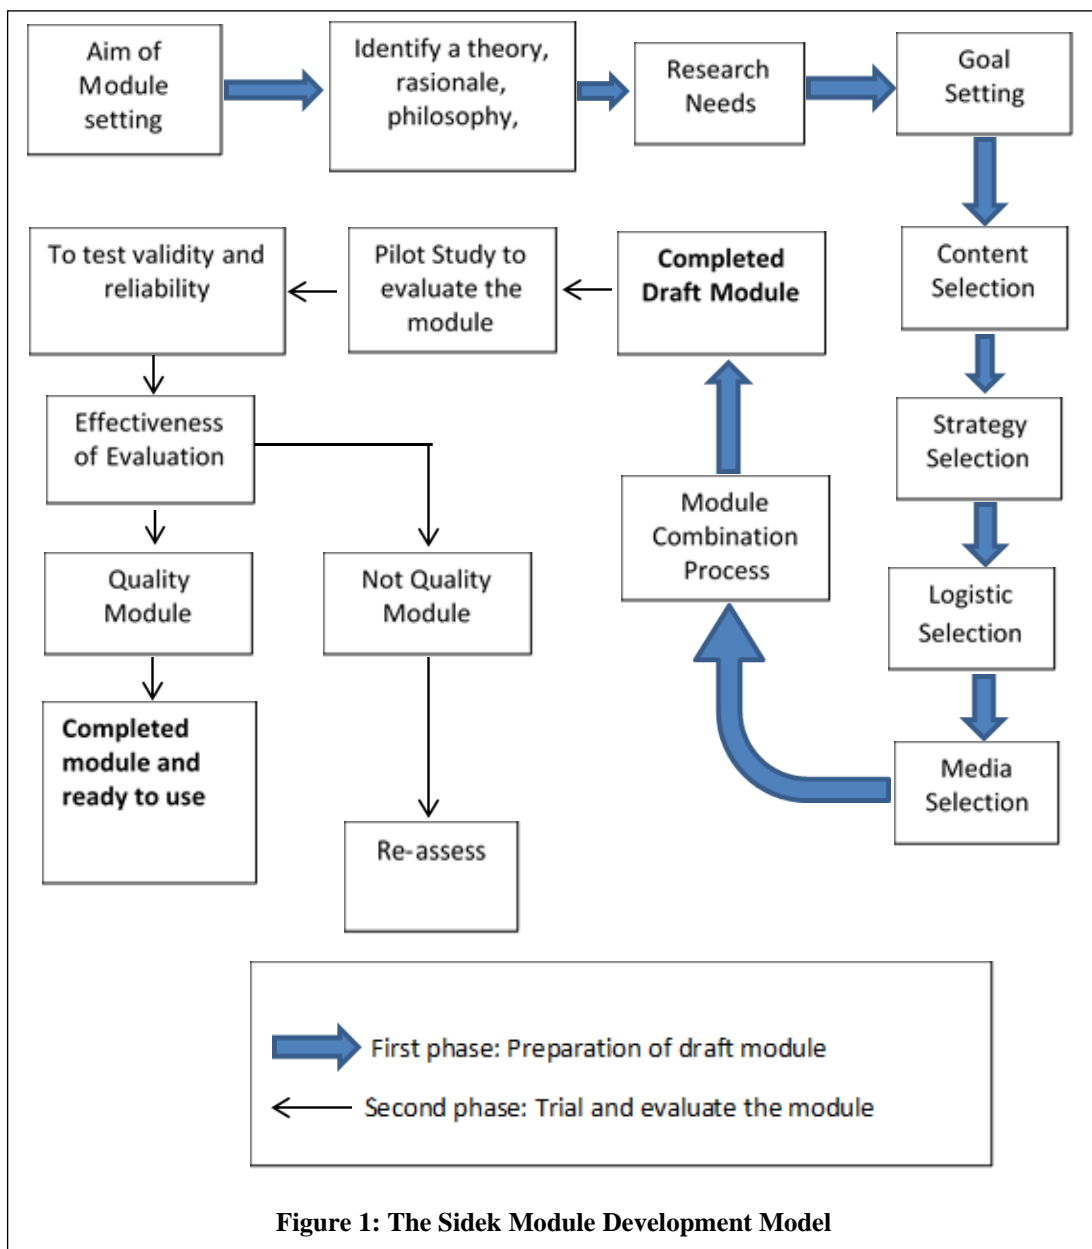 Aim of
Module
setting
Identify a theory,
rasionale,
philosophy,
Research
Needs
Goal
Setting
To test validity and
reliability
Pilot Study to
evaluate the
module
Completed
Draft Module
Content
Selection
Effectiveness
of Evaluation
Strategy
Selection
Module
Combination
Process
Quality
Module
Not Quality
Module
Logistic
Selection
Completed
module and
ready to use
Media
Selection
Re-assess
First phase: Preparation of draft module
Second phase: Trial and evaluate the module
Figure 1: The Sidek Module Development Model